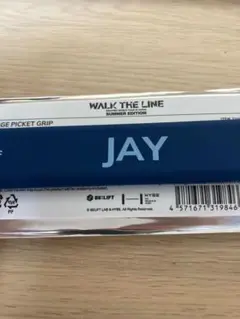 WALK THE LINE
SUMMER EDITION
GE PICKET GRIP
JAY
BELIFT
HYBE
© BELIFT LAB & HYBE. All Rights Reserved.
PP
4 571671 319846